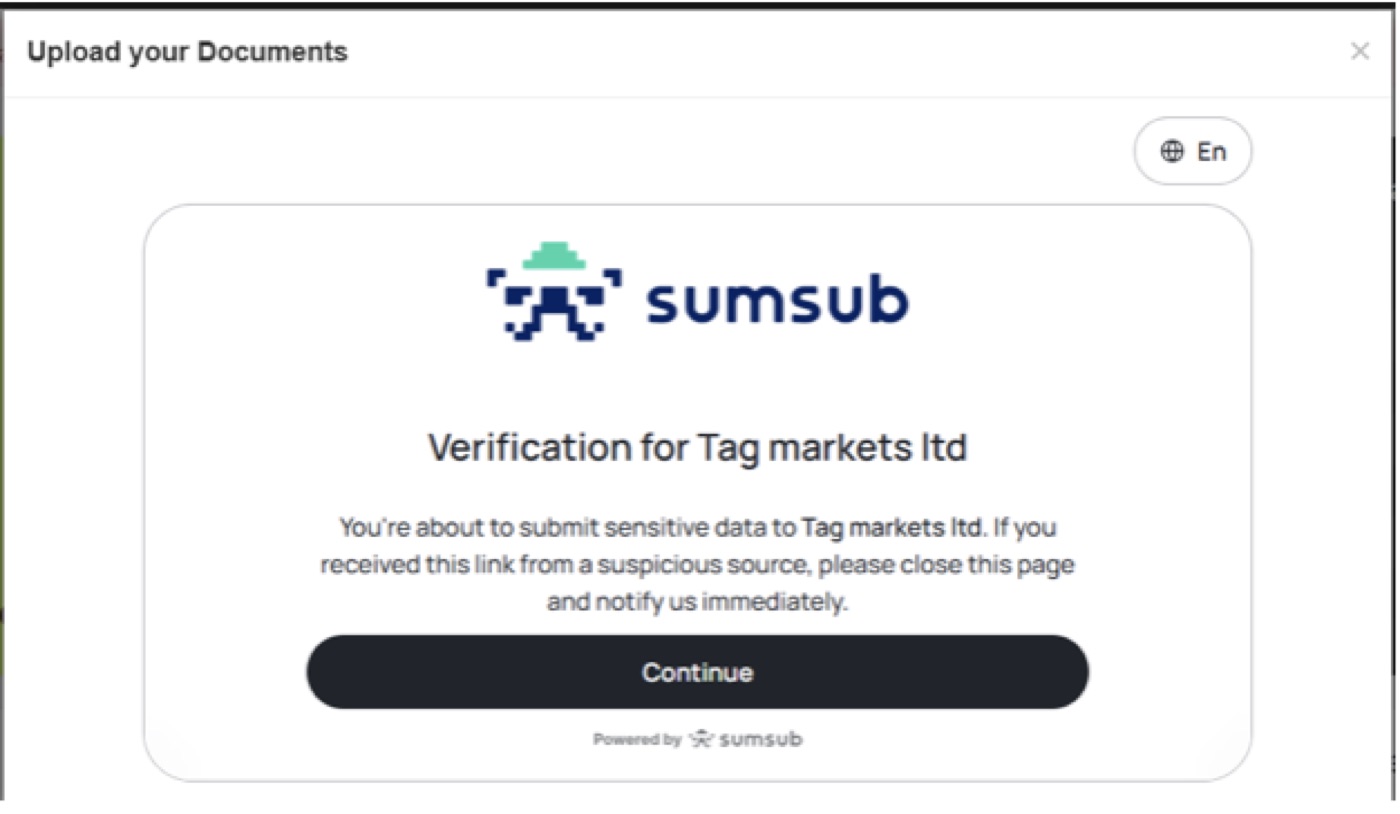 Upload your Documents
×
En
sumsub
Verification for Tag markets ltd
You're about to submit sensitive data to Tag markets ltd. If you
received this link from a suspicious source, please close this page
and notify us immediately.
Continue
Powered by sumsub